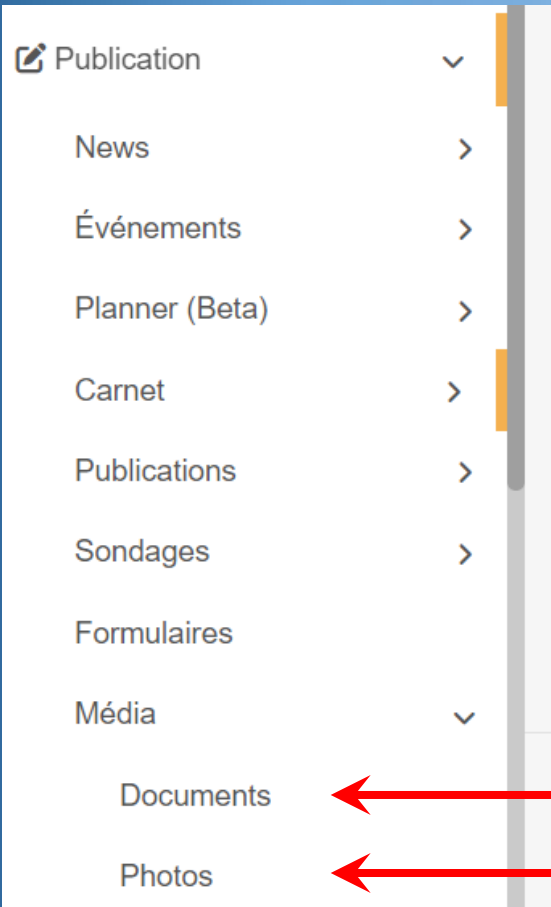 Publication
News
Événements
Planner (Beta)
Carnet
Publications
Sondages
Formulaires
Média
Documents
Photos